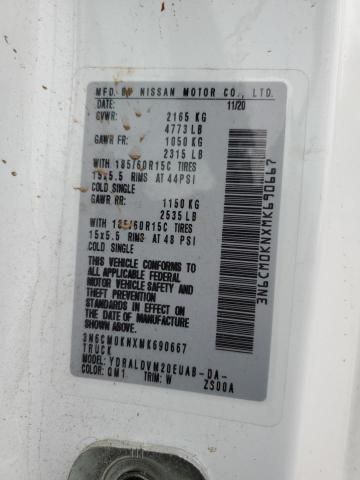 MFD. BY NISSAN MOTOR CO., LTD.
DATE: 11/20
GVWR: 2165 KG
4773 LB
GAWR FR: 1050 KG
2315 LB
WITH 185/60R15C TIRES
15x5.5 RIMS AT 44PSI
COLD SINGLE
GAWR RR: 1150 KG
2535 LB
WITH 185/60R15C TIRES
15x5.5 RIMS AT 48 PSI
COLD SINGLE
THIS VEHICLE CONFORMS TO
ALL APPLICABLE FEDERAL
MOTOR VEHICLE SAFETY
STANDARDS IN EFFECT ON
THE DATE OF MANUFACTURE
SHOWN ABOVE.
3N6CM0KNXMK690667
TRUCK
MODEL: YDRALDVM20EUAB-DA-
COLOR: QM1 TRIM: W ZS00A
3N6CM0KNXMK690667